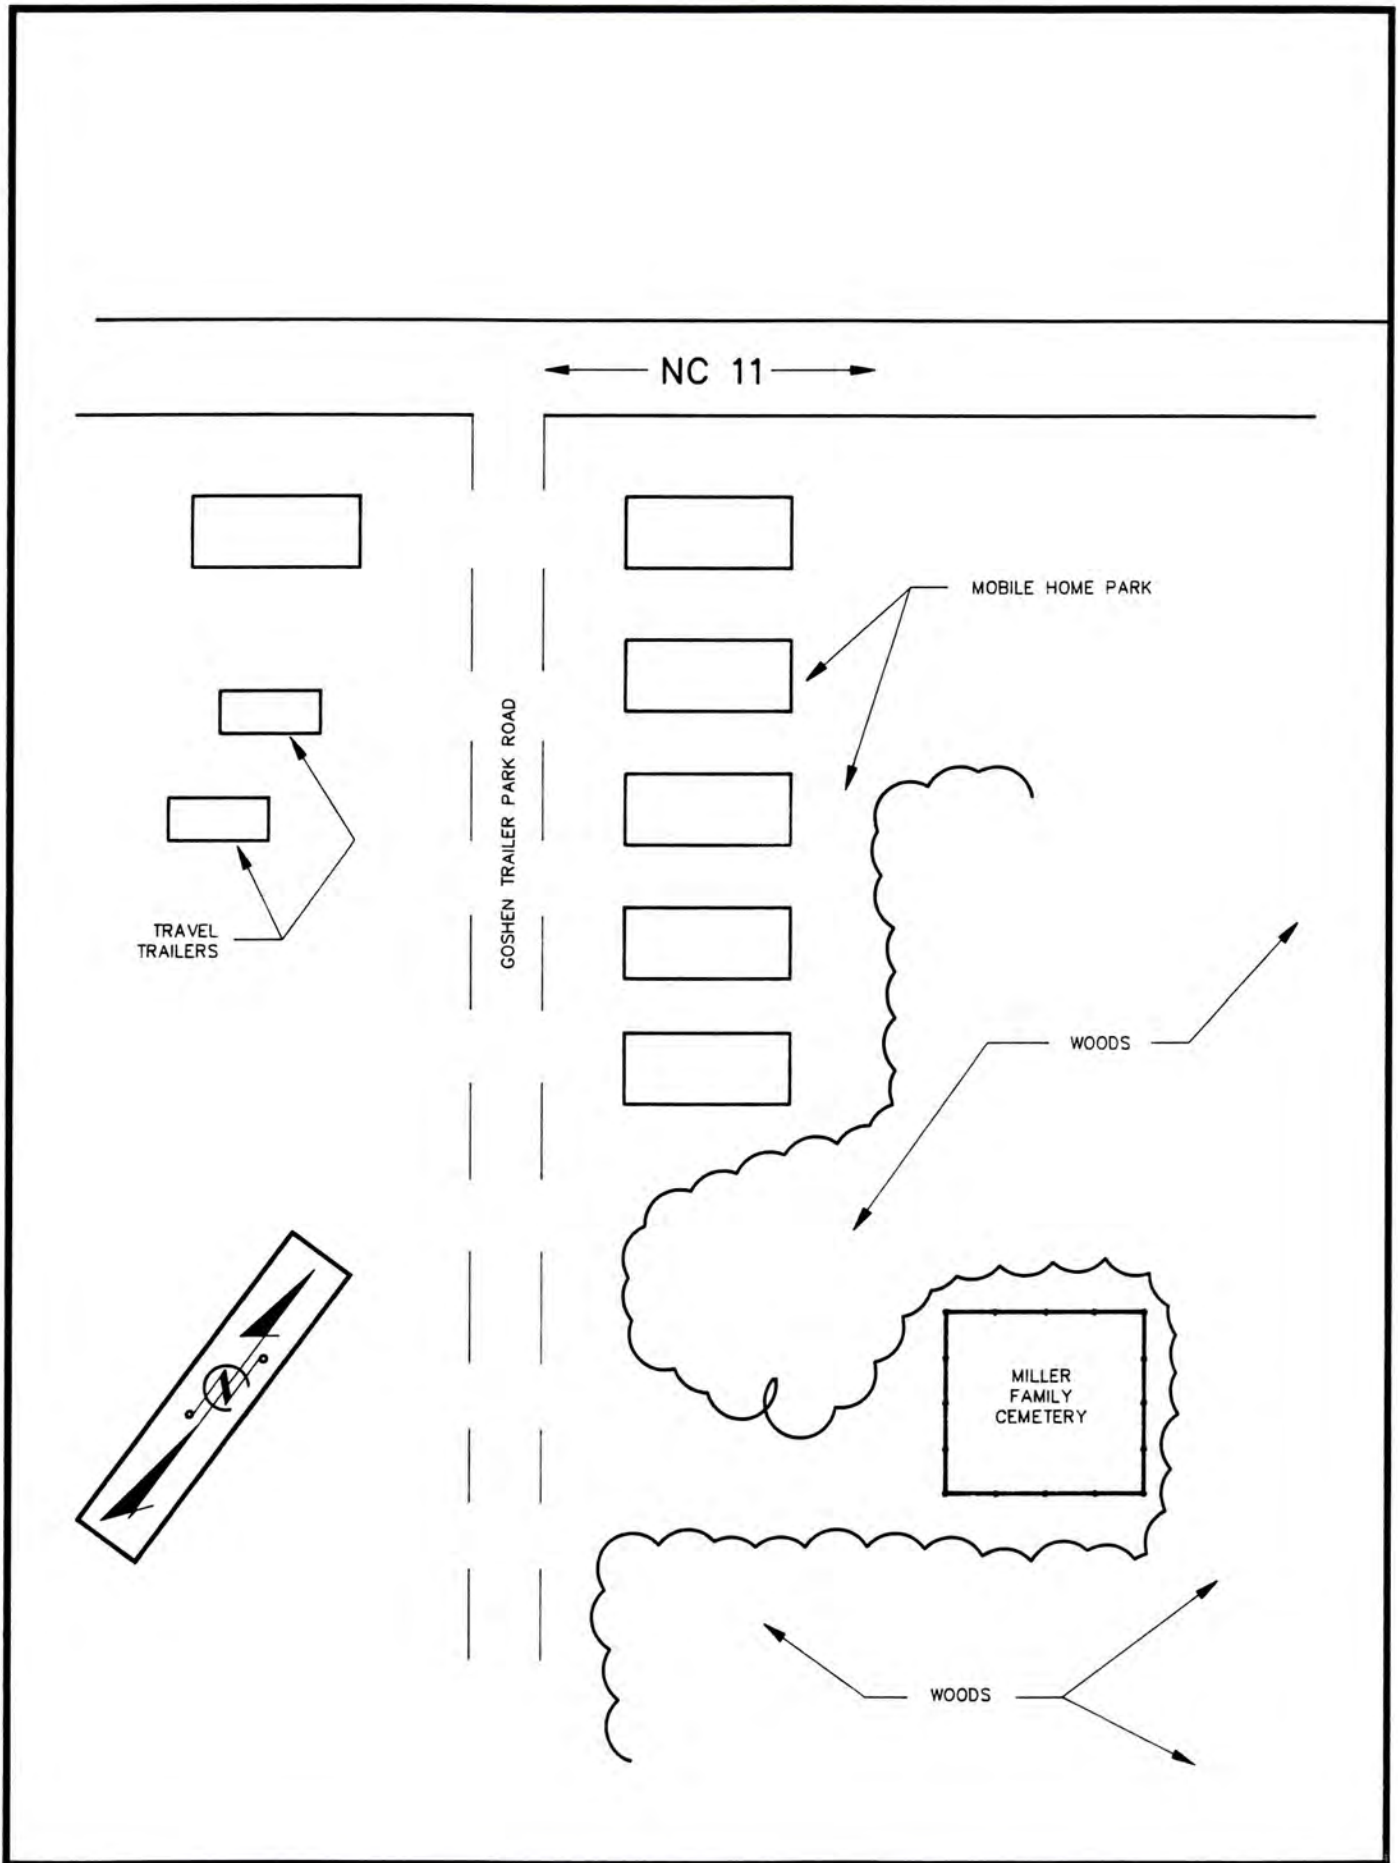 NC 11
MOBILE HOME PARK
GOSHEN TRAILER PARK ROAD
TRAVEL
TRAILERS
WOODS
MILLER
FAMILY
CEMETERY
N
WOODS